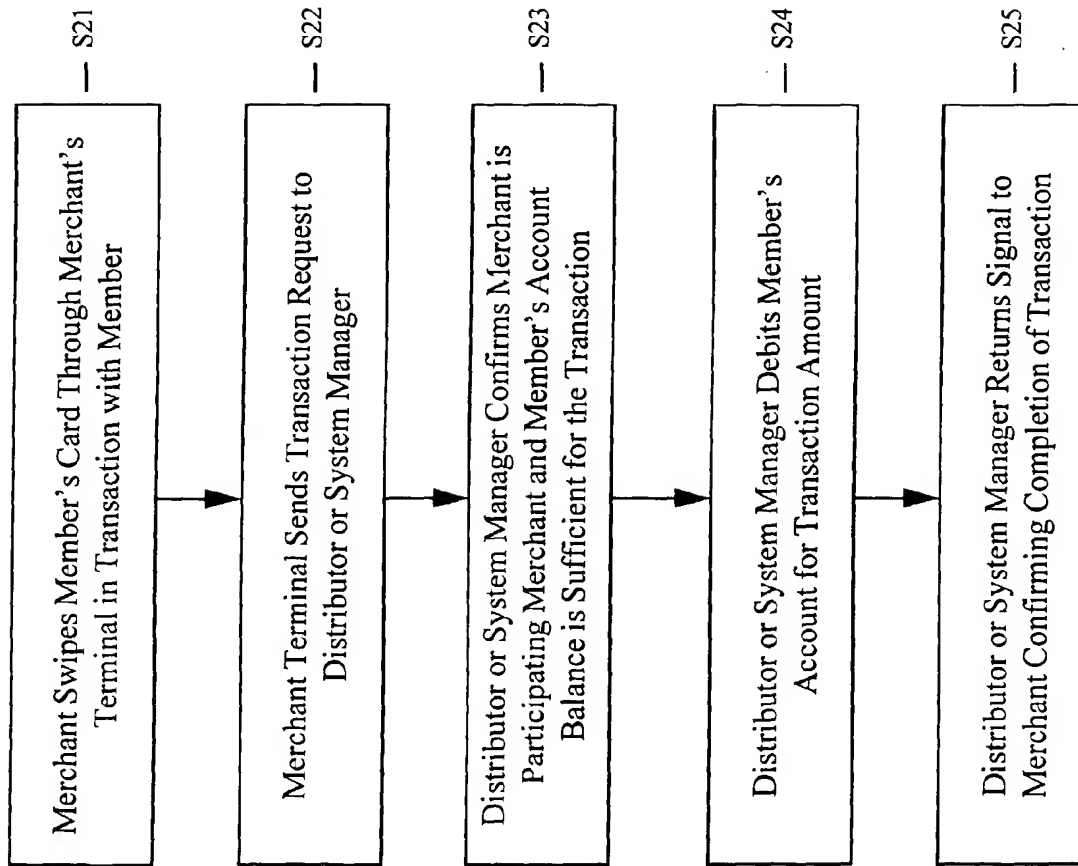 Merchant Swipes Member's Card Through Merchant's
Terminal in Transaction with Member
S21
Merchant Terminal Sends Transaction Request to
Distributor or System Manager
S22
Distributor or System Manager Confirms Merchant is
Participating Merchant and Member's Account
Balance is Sufficient for the Transaction
S23
Distributor or System Manager Debits Member's
Account for Transaction Amount
S24
Distributor or System Manager Returns Signal to
Merchant Confirming Completion of Transaction
S25